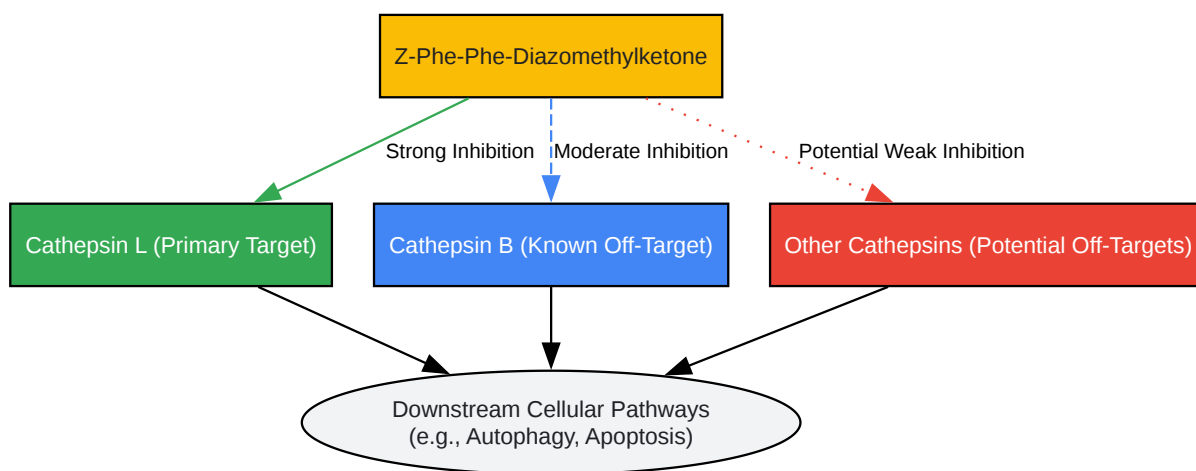 Z-Phe-Phe-Diazomethylketone
Strong Inhibition
Moderate Inhibition
Potential Weak Inhibition
Cathepsin L (Primary Target)
Cathepsin B (Known Off-Target)
Other Cathepsins (Potential Off-Targets)
Downstream Cellular Pathways
(e.g., Autophagy, Apoptosis)